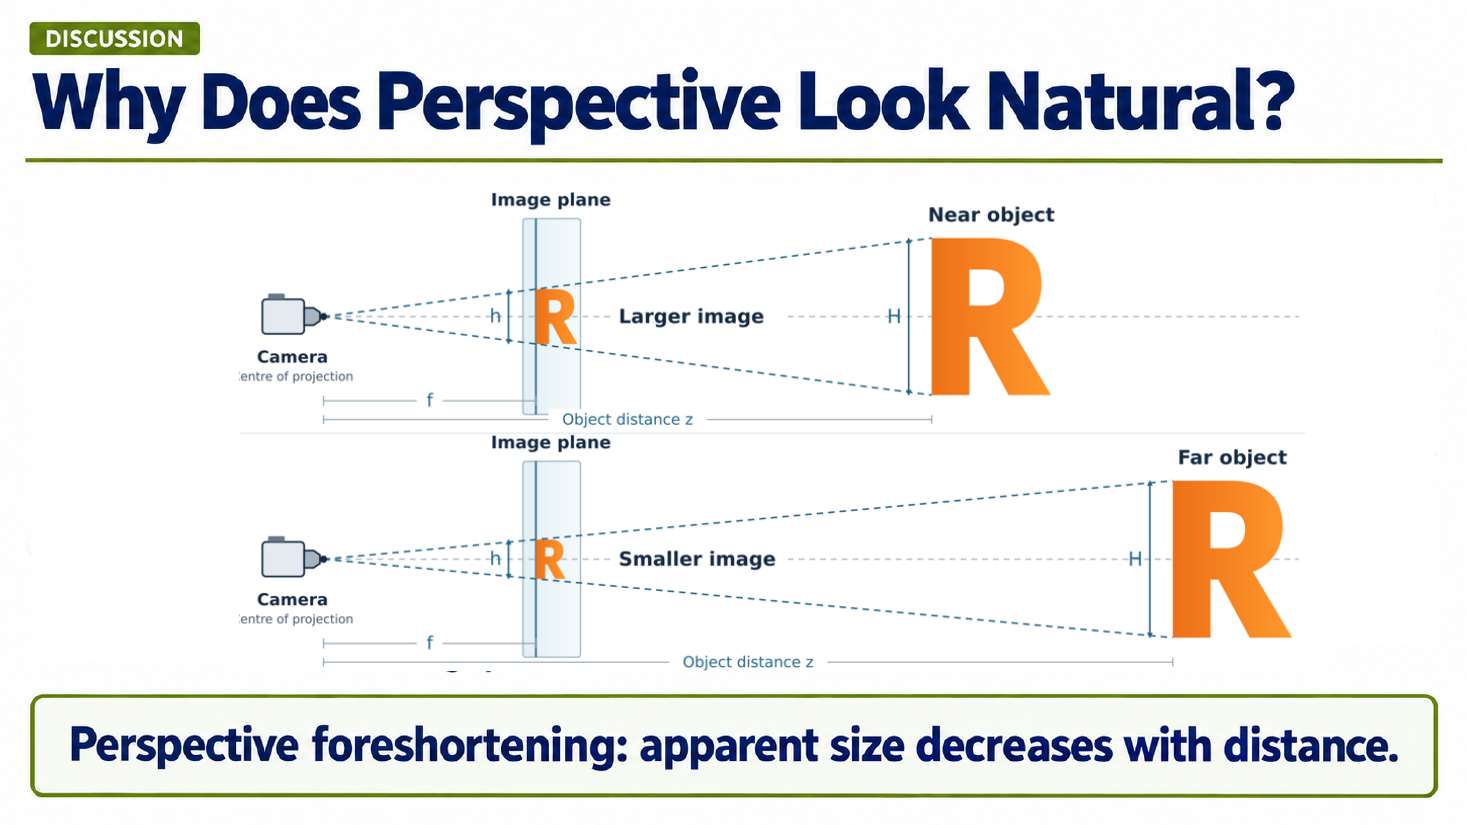 DISCUSSION
Why Does Perspective Look Natural?
Image plane
Near object
R
h
R
Larger image
H
Camera
entre of projection
f
Object distance z
Image plane
Far object
R
h
R
Smaller image
H
Camera
entre of projection
f
Object distance z
Perspective foreshortening: apparent size decreases with distance.